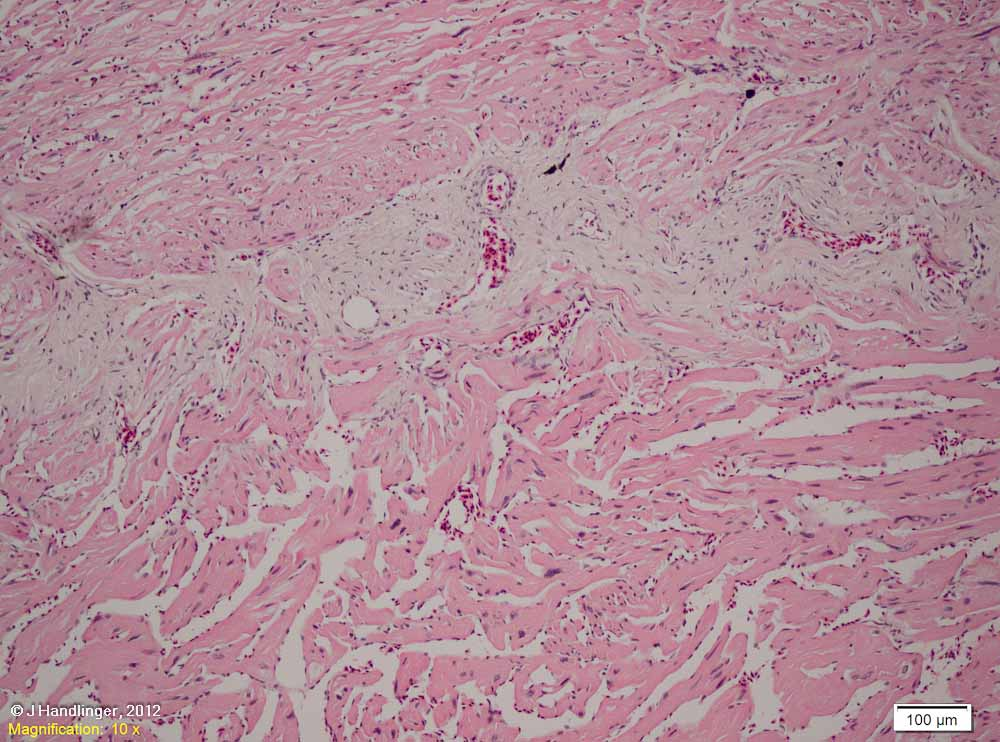 © J Handlinger, 2012
Magnification: 10 x
100 µm